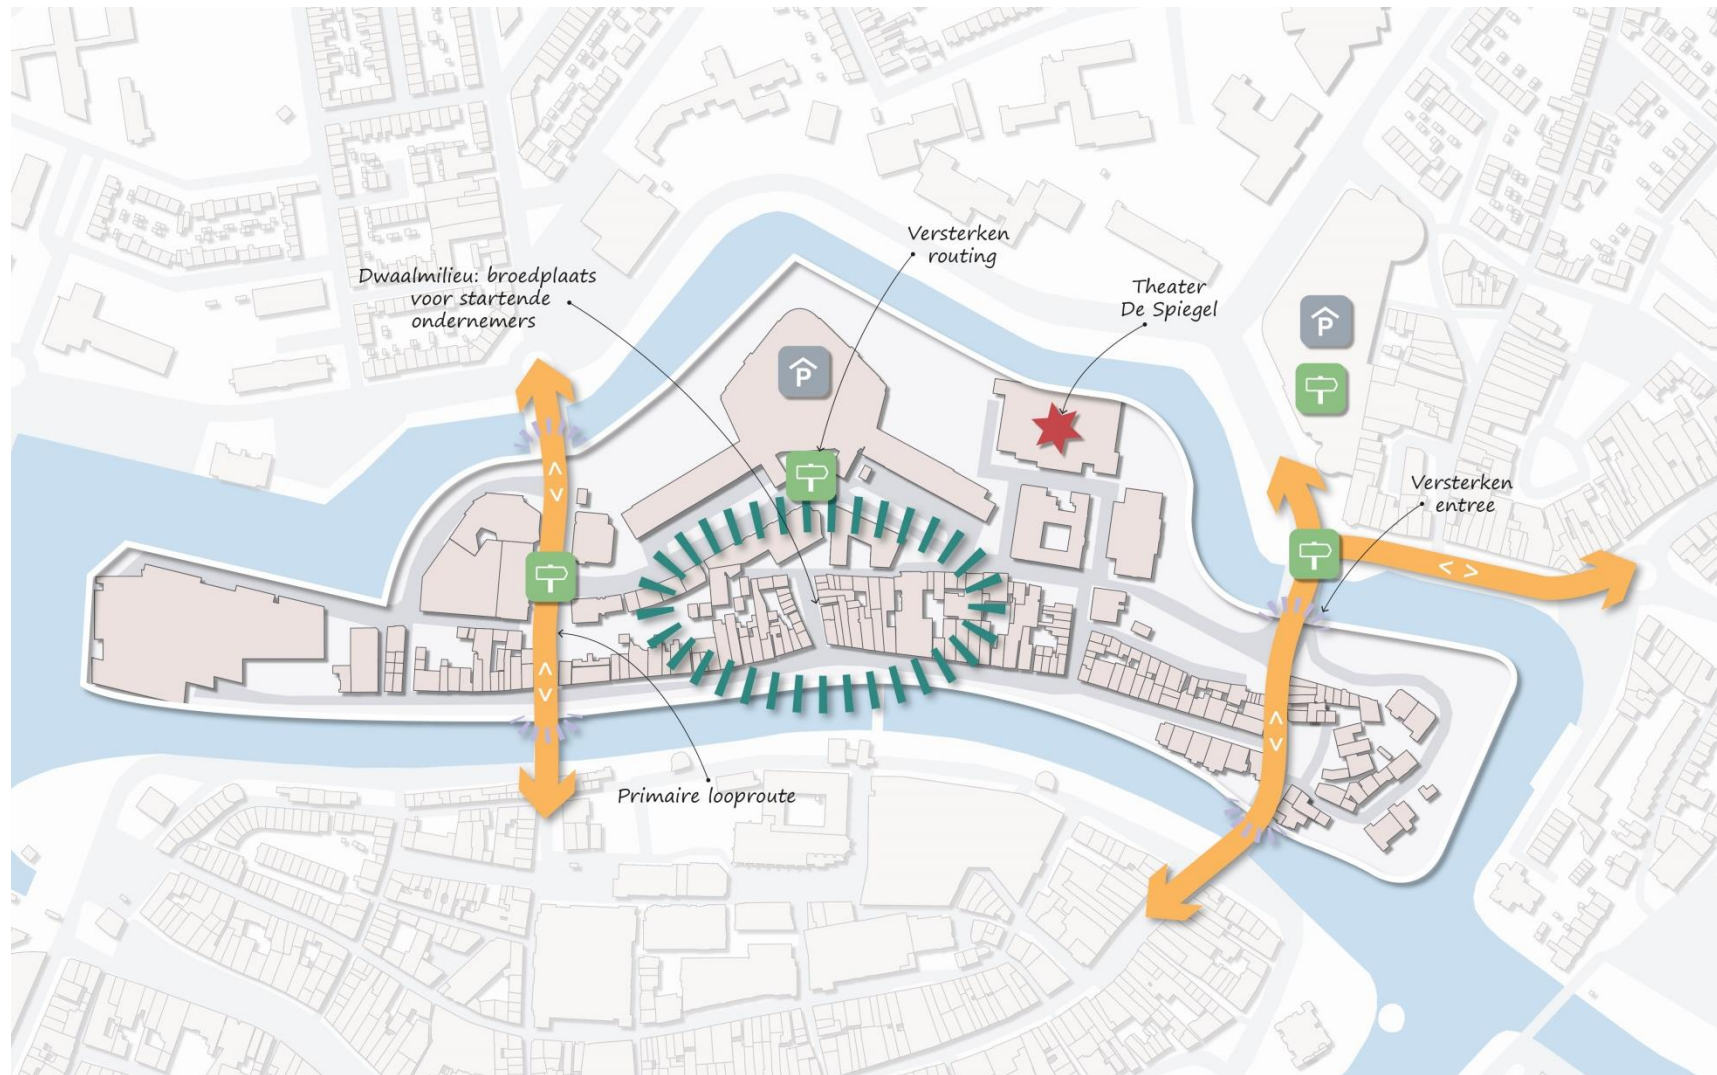 Versterken
routing
Dwaalmilieu: broedplaats
voor startende
ondernemers
Theater
De Spiegel
P
P
Versterken
entree
Primaire looproute